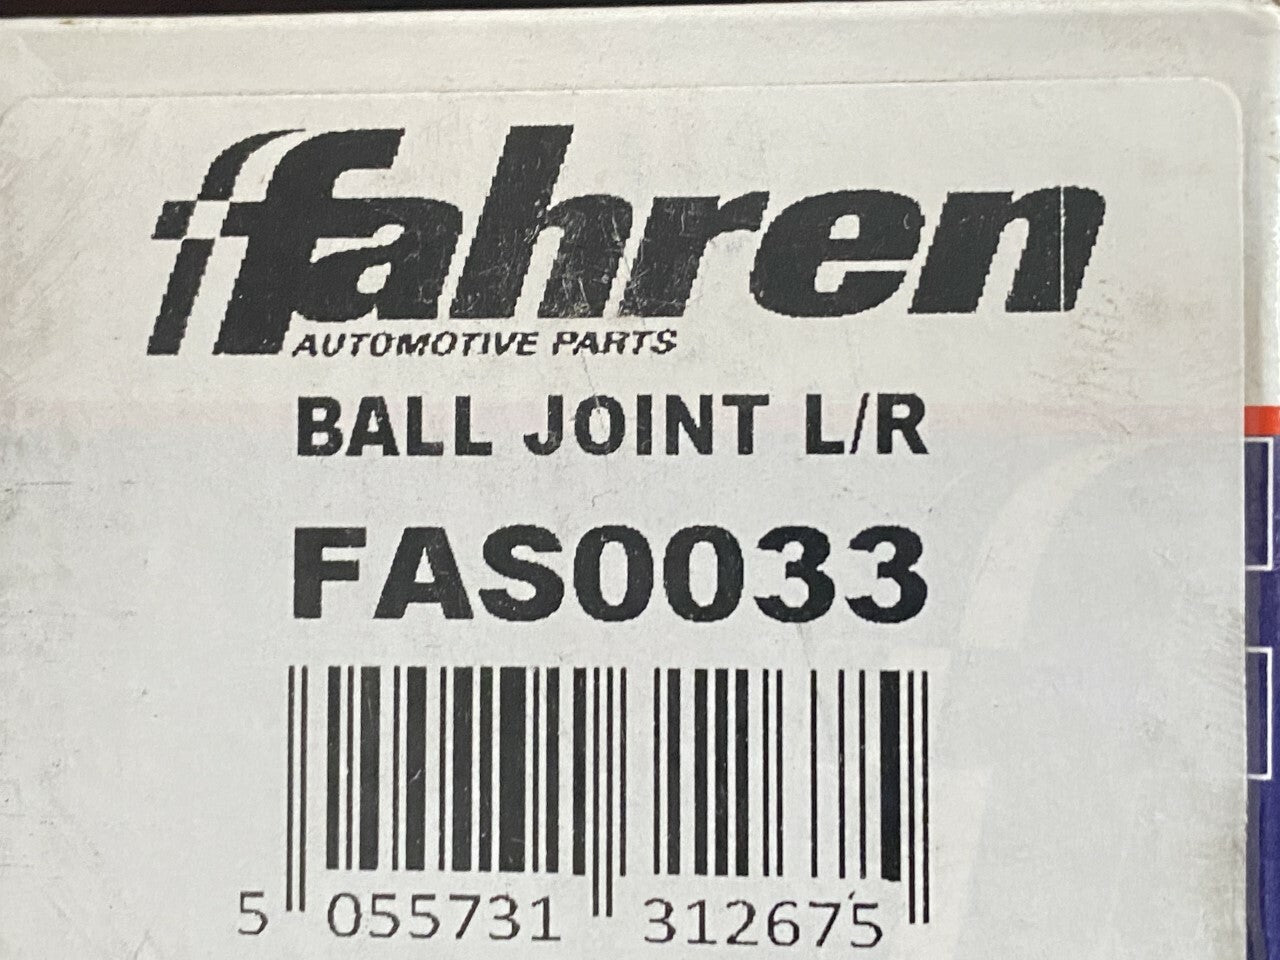 fahren
AUTOMOTIVE PARTS
BALL JOINT L/R
FAS0033
5 055731 312675